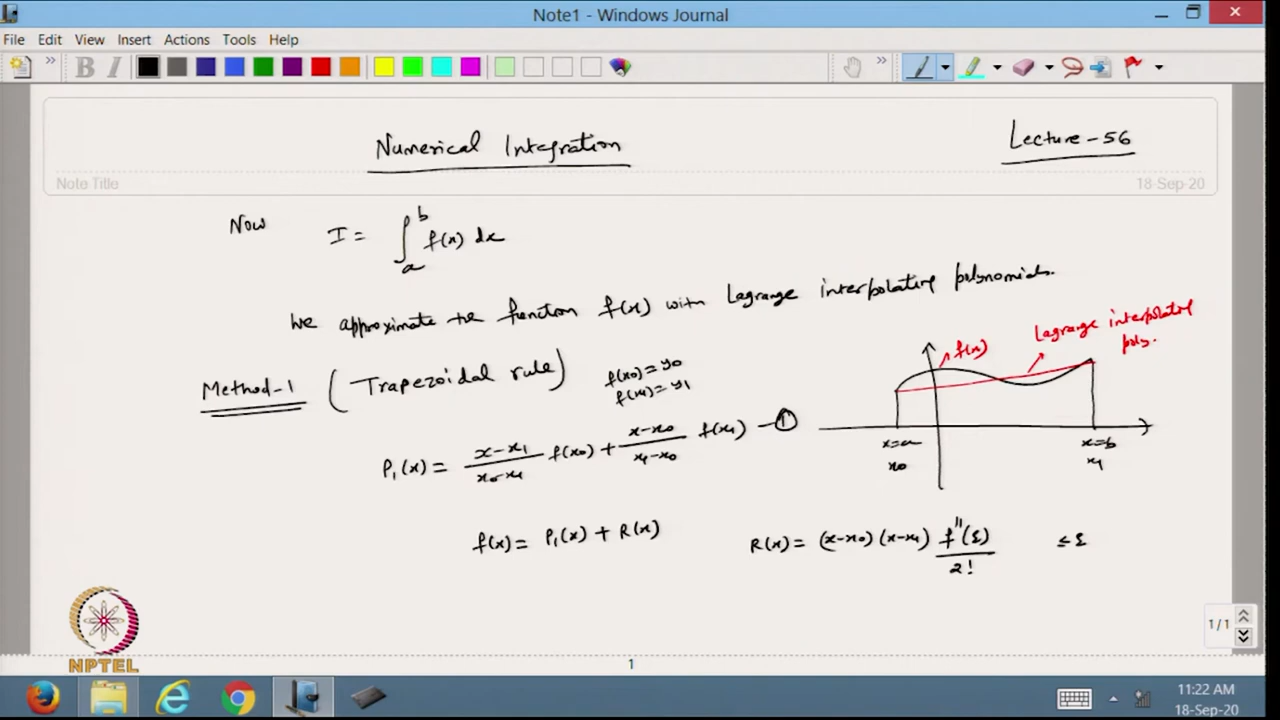 Note1 - Windows Journal
File Edit View Insert Actions Tools Help
Numerical Integration
Lecture-56
Note Title
18-Sep-20
Now I = ∫_a^b f(x) dx
We approximate the function f(x) with Lagrange interpolating polynomials.
Method-1 (Trapezoidal rule)
f(x0) = y0
f(x1) = y1
f(x)
Lagrange interpolating
poly.
P1(x) = (x-x1)/(x0-x1) f(x0) + (x-x0)/(x1-x0) f(x1) - ①
x=a
x0
x=b
x1
f(x) = P1(x) + R(x)
R(x) = (x-x0)(x-x1) f''(ξ)/2!
≤ ξ
1/1
NPTEL
1
11:22 AM
18-Sep-20